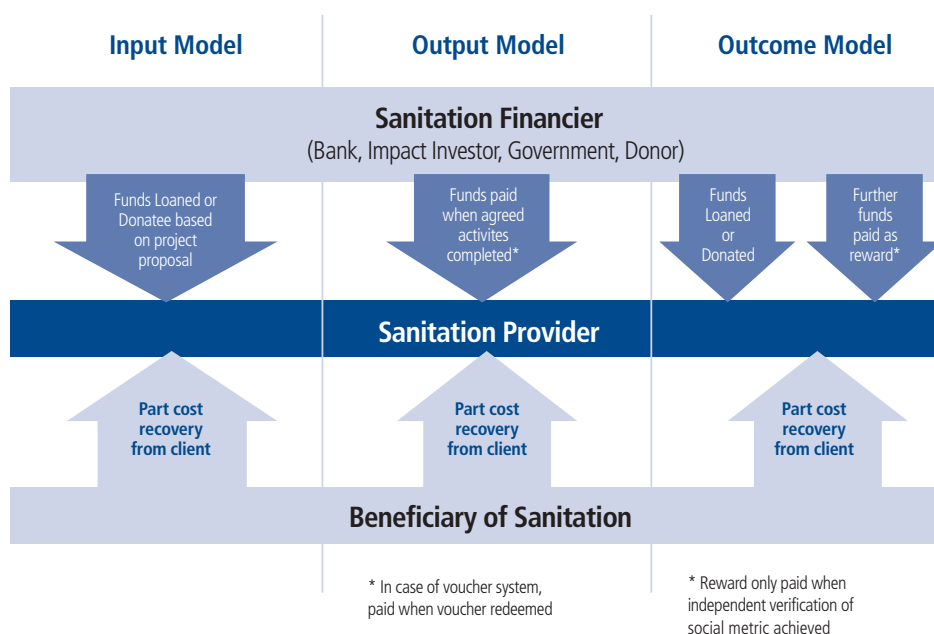 Input Model
Output Model
Outcome Model
Sanitation Financier
(Bank, Impact Investor, Government, Donor)
Funds Loaned or
Donatee based
on project
proposal
Funds paid
when agreed
activites
completed*
Funds
Loaned
or
Donated
Further
funds
paid as
reward*
Sanitation Provider
Part cost
recovery
from client
Part cost
recovery
from client
Part cost
recovery
from client
Beneficiary of Sanitation
* In case of voucher system,
paid when voucher redeemed
* Reward only paid when
independent verification of
social metric achieved